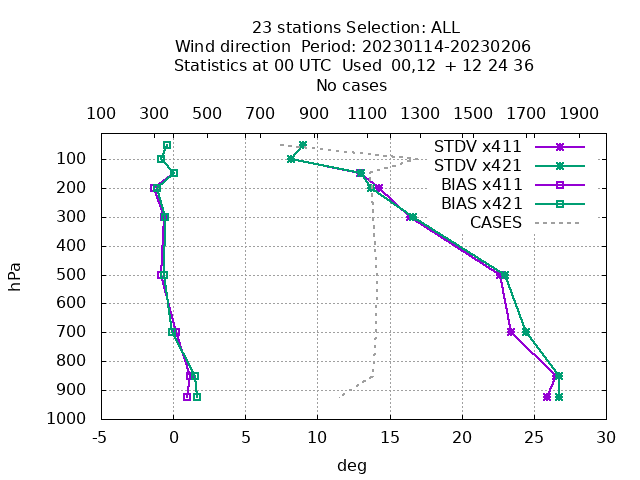 23 stations Selection: ALL
Wind direction  Period: 20230114-20230206
Statistics at 00 UTC  Used  00,12  + 12 24 36
No cases
100 300 500 700 900 1100 1300 1500 1700 1900
STDV x411
STDV x421
BIAS x411
BIAS x421
CASES
100
200
300
400
500
600
700
800
900
1000
hPa
-5 0 5 10 15 20 25 30
deg